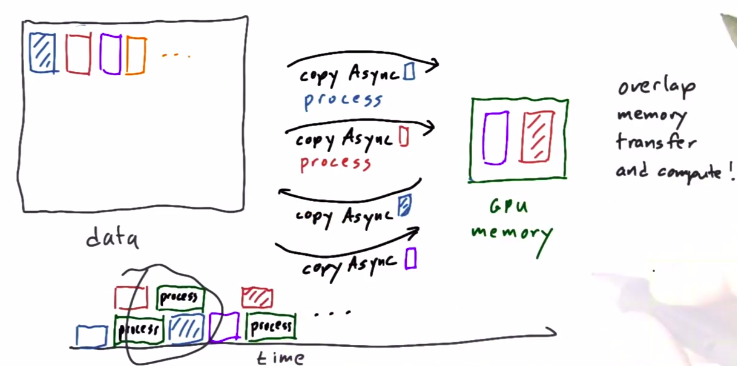 data
copy Async
process
copy Async
process
copy Async
copy Async
GPU
memory
overlap
memory
transfer
and compute!
process
process
process
...
time